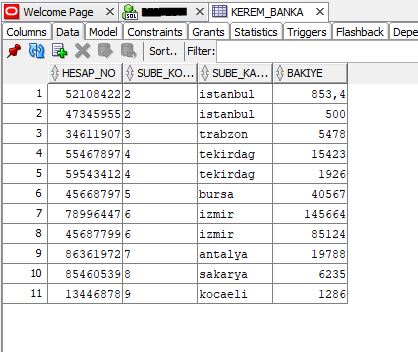 Welcome Page KEREM_BANKA
Columns Data Model Constraints Grants Statistics Triggers Flashback Depe
Sort.. Filter:
HESAP_NO SUBE_KO... SUBE_KA... BAKIYE
1 52108422 2 istanbul 853,4
2 47345955 2 istanbul 500
3 34611907 3 trabzon 5478
4 55467897 4 tekirdag 15423
5 59543412 4 tekirdag 1926
6 45668797 5 bursa 40567
7 78996447 6 izmir 145664
8 45687799 6 izmir 85124
9 86361972 7 antalya 19788
10 85460539 8 sakarya 6235
11 13446878 9 kocaeli 1286